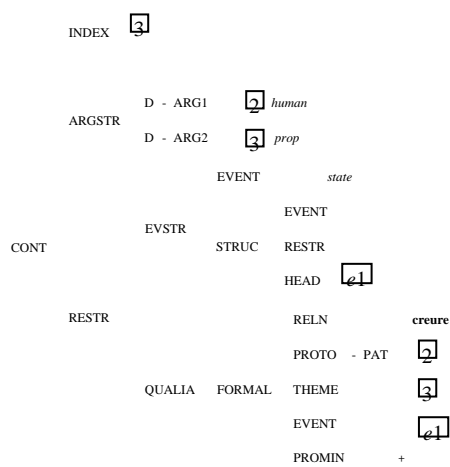 INDEX 3
D - ARG1 2 human
ARGSTR
D - ARG2 3 prop
EVENT state
EVENT
EVSTR
CONT STRUC RESTR
HEAD e1
RESTR RELN creure
PROTO - PAT 2
QUALIA FORMAL THEME 3
EVENT e1
PROMIN +